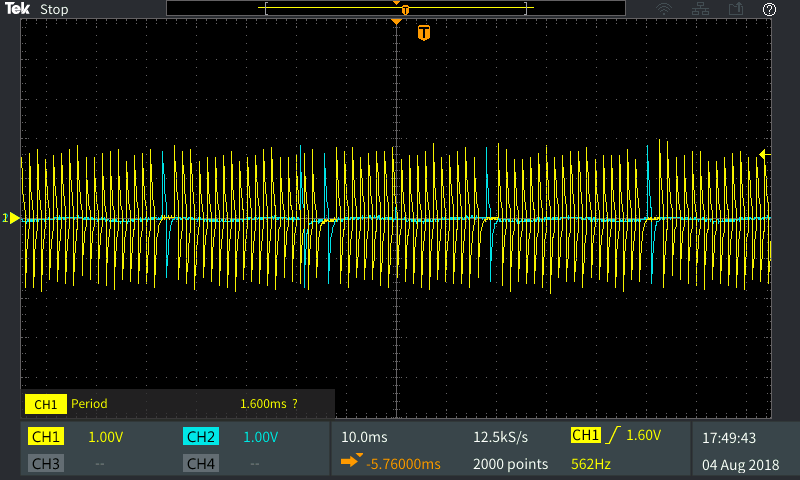 Tek Stop
T
T
?
1
CH1 Period 1.600ms ?
CH1 1.00V CH2 1.00V 10.0ms 12.5kS/s CH1 1.60V 17:49:43
CH3 -- CH4 -- -5.76000ms 2000 points 562Hz 04 Aug 2018